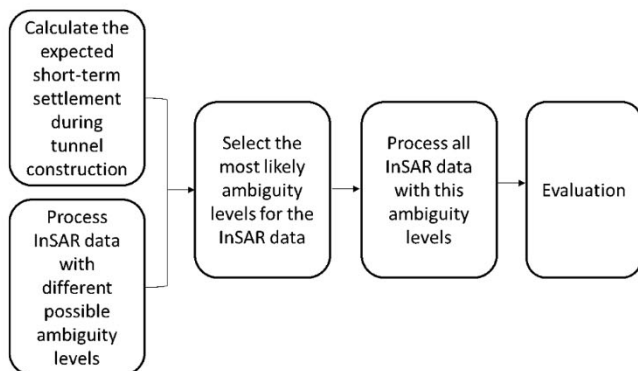 Calculate the
expected
short-term
settlement
during
tunnel
construction
Process
InSAR data
with
different
possible
ambiguity
levels
Select the
most likely
ambiguity
levels for the
InSAR data
Process all
InSAR data
with this
ambiguity
levels
Evaluation